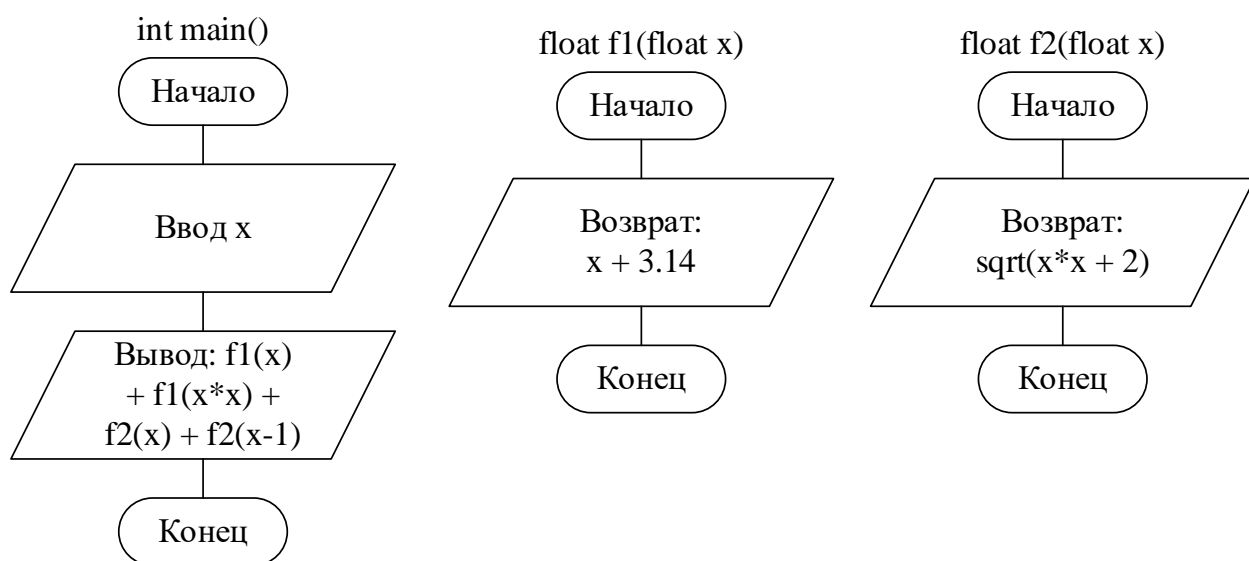 int main()
Начало
Ввод x
Вывод: f1(x)
+ f1(x*x) +
f2(x) + f2(x-1)
Конец
float f1(float x)
Начало
Возврат:
x + 3.14
Конец
float f2(float x)
Начало
Возврат:
sqrt(x*x + 2)
Конец